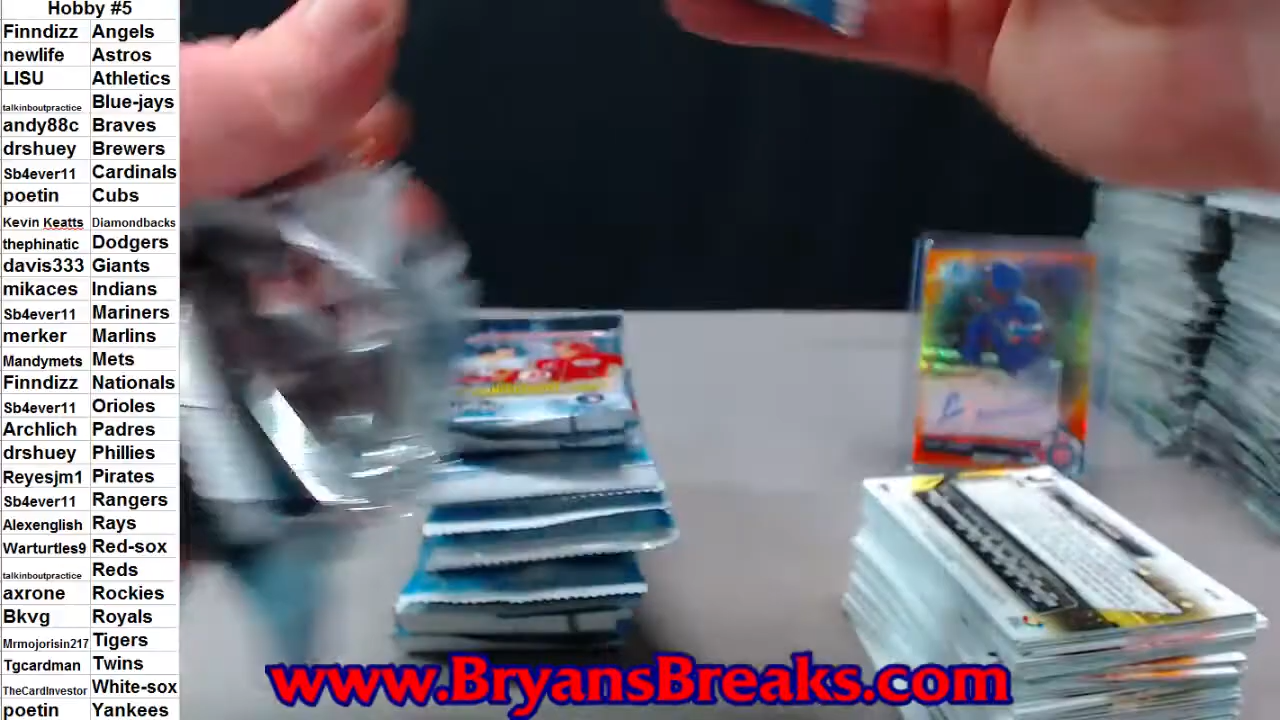 Hobby #5
Finndizz Angels
newlife Astros
LISU Athletics
talkinboutpractice Blue-jays
andy88c Braves
drshuey Brewers
Sb4ever11 Cardinals
poetin Cubs
Kevin Keatts Diamondbacks
thephinatic Dodgers
davis333 Giants
mikaces Indians
Sb4ever11 Mariners
merker Marlins
Mandymets Mets
Finndizz Nationals
Sb4ever11 Orioles
Archlich Padres
drshuey Phillies
Reyesjm1 Pirates
Sb4ever11 Rangers
Alexenglish Rays
Warturtles9 Red-sox
talkinboutpractice Reds
axrone Rockies
Bkvg Royals
Mrmojorisin217 Tigers
Tgcardman Twins
TheCardInvestor White-sox
poetin Yankees
www.BryansBreaks.com